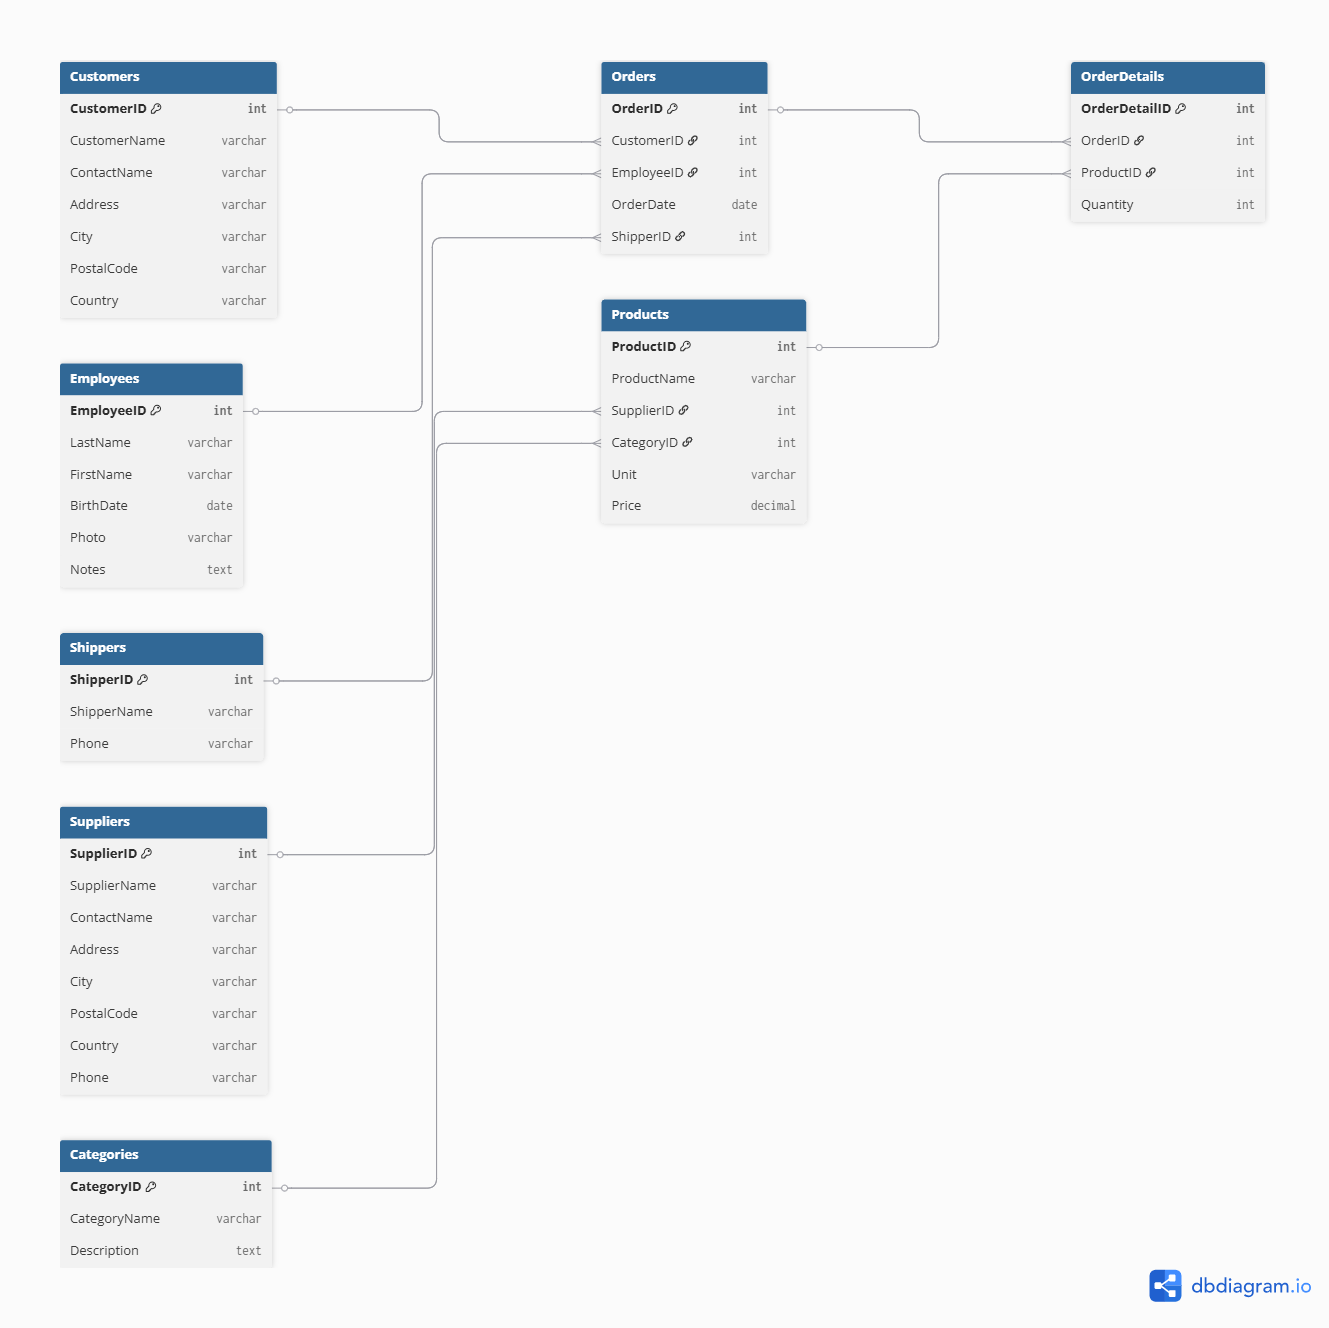 Customers
CustomerID int
CustomerName varchar
ContactName varchar
Address varchar
City varchar
PostalCode varchar
Country varchar
Employees
EmployeeID int
LastName varchar
FirstName varchar
BirthDate date
Photo varchar
Notes text
Shippers
ShipperID int
ShipperName varchar
Phone varchar
Suppliers
SupplierID int
SupplierName varchar
ContactName varchar
Address varchar
City varchar
PostalCode varchar
Country varchar
Phone varchar
Categories
CategoryID int
CategoryName varchar
Description text
Orders
OrderID int
CustomerID int
EmployeeID int
OrderDate date
ShipperID int
Products
ProductID int
ProductName varchar
SupplierID int
CategoryID int
Unit varchar
Price decimal
OrderDetails
OrderDetailID int
OrderID int
ProductID int
Quantity int
dbdiagram.io